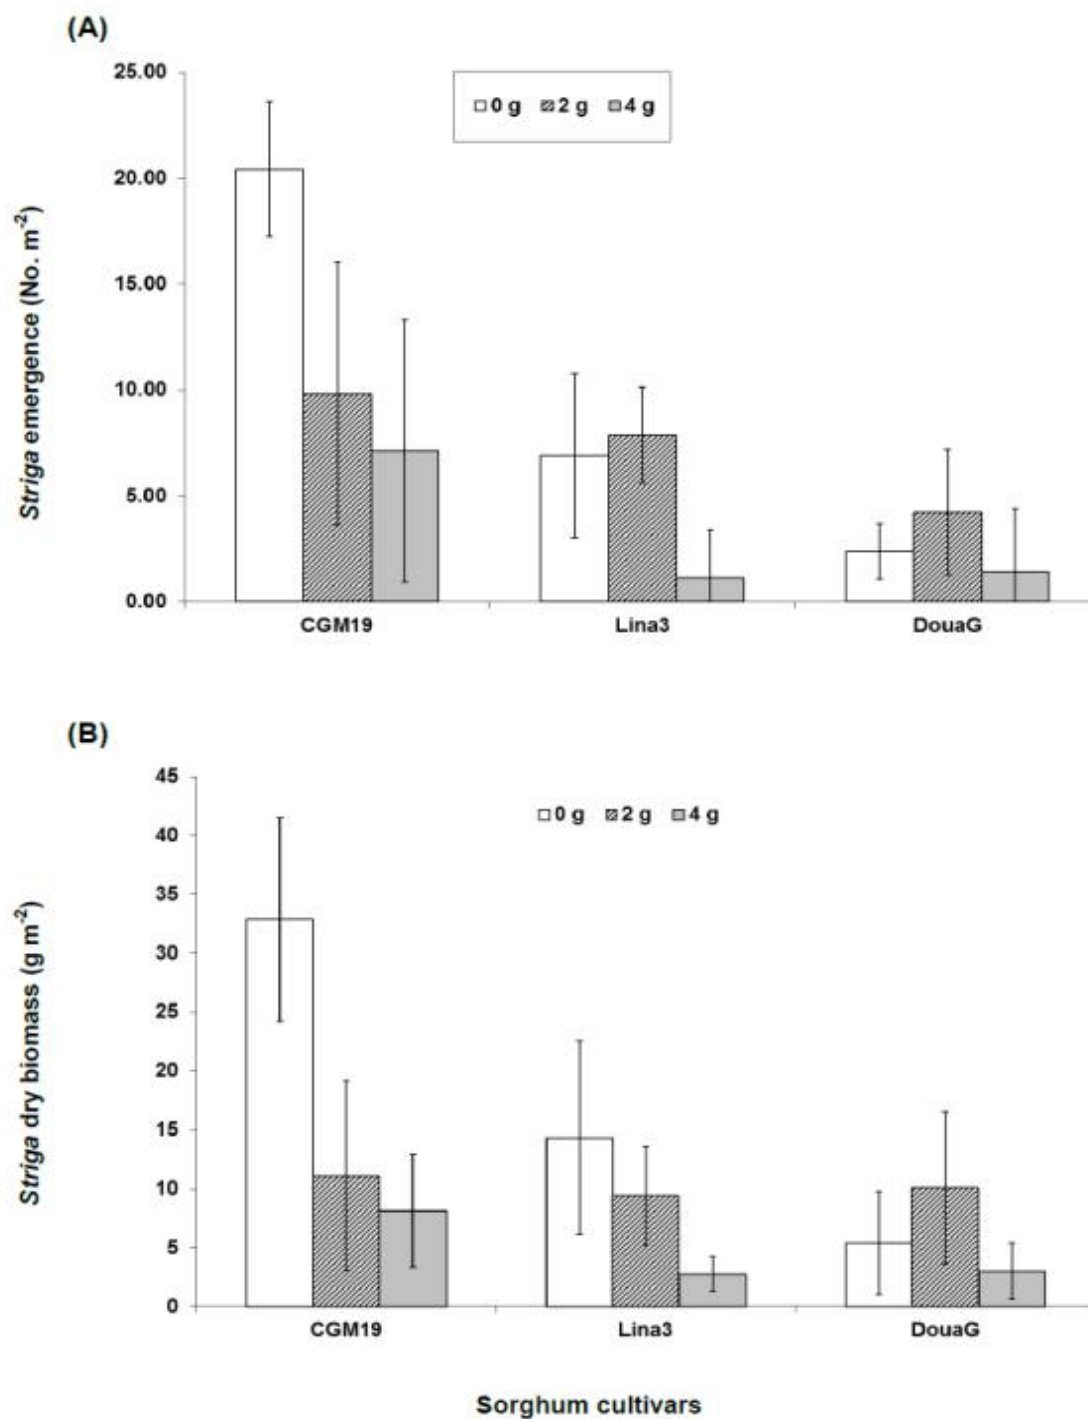 (A)
25.00
0 g 2 g 4 g
20.00
15.00
10.00
5.00
0.00
Striga emergence (No. m⁻²)
CGM19 Lina3 DouaG
(B)
45
0 g 2 g 4 g
40
35
30
25
20
15
10
5
0
Striga dry biomass (g m⁻²)
CGM19 Lina3 DouaG
Sorghum cultivars